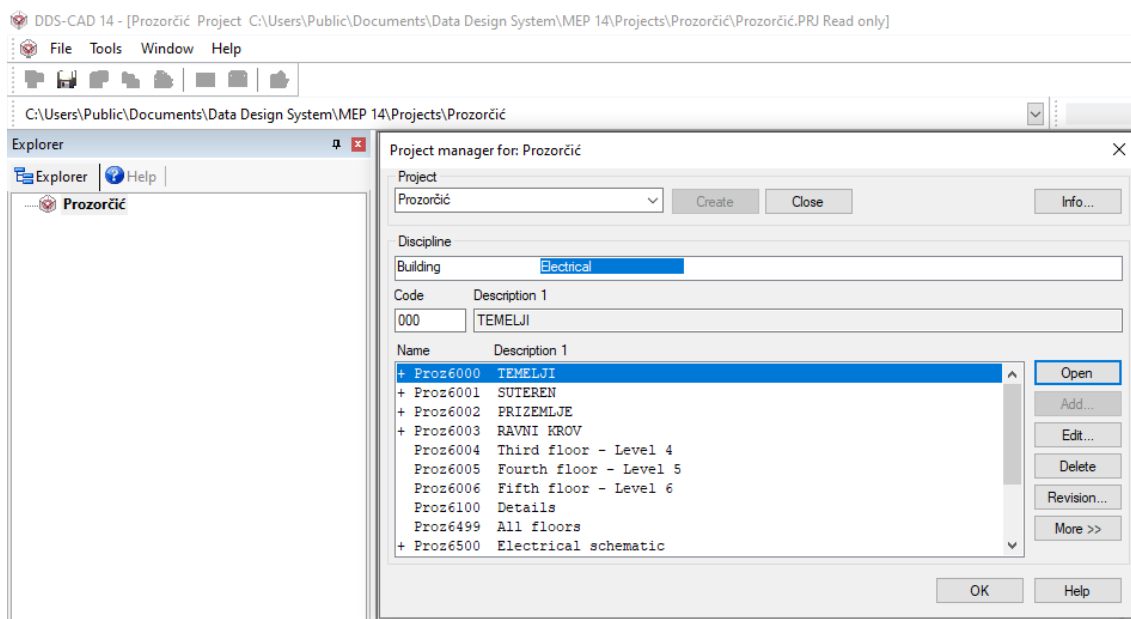 DDS-CAD 14 - [Prozorčić Project C:\Users\Public\Documents\Data Design System\MEP 14\Projects\Prozorčić\Prozorčić.PRJ Read only]
File Tools Window Help
C:\Users\Public\Documents\Data Design System\MEP 14\Projects\Prozorčić
Explorer
Explorer Help
Prozorčić
Project manager for: Prozorčić
Project
Prozorčić Create Close Info...
Discipline
Building Electrical
Code Description 1
000 TEMELJI
Name Description 1
+ Proz6000 TEMELJI
+ Proz6001 SUTEREN
+ Proz6002 PRIZEMLJE
+ Proz6003 RAVNI KROV
Proz6004 Third floor - Level 4
Proz6005 Fourth floor - Level 5
Proz6006 Fifth floor - Level 6
Proz6100 Details
Proz6499 All floors
+ Proz6500 Electrical schematic
Open
Add...
Edit...
Delete
Revision...
More >>
OK Help